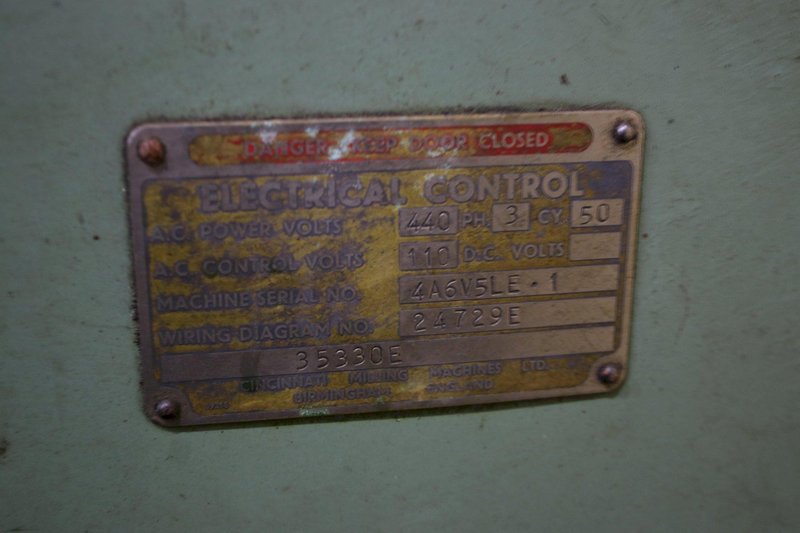 DANGER KEEP DOOR CLOSED
ELECTRICAL CONTROL
A.C. POWER VOLTS 440 PH. 3 CY. 50
A.C. CONTROL VOLTS 110 D.C. VOLTS
MACHINE SERIAL NO. 4A6V5LE-1
WIRING DIAGRAM NO. 24729E
35330E
CINCINNATI MILLING MACHINES LTD.
BIRMINGHAM ENGLAND